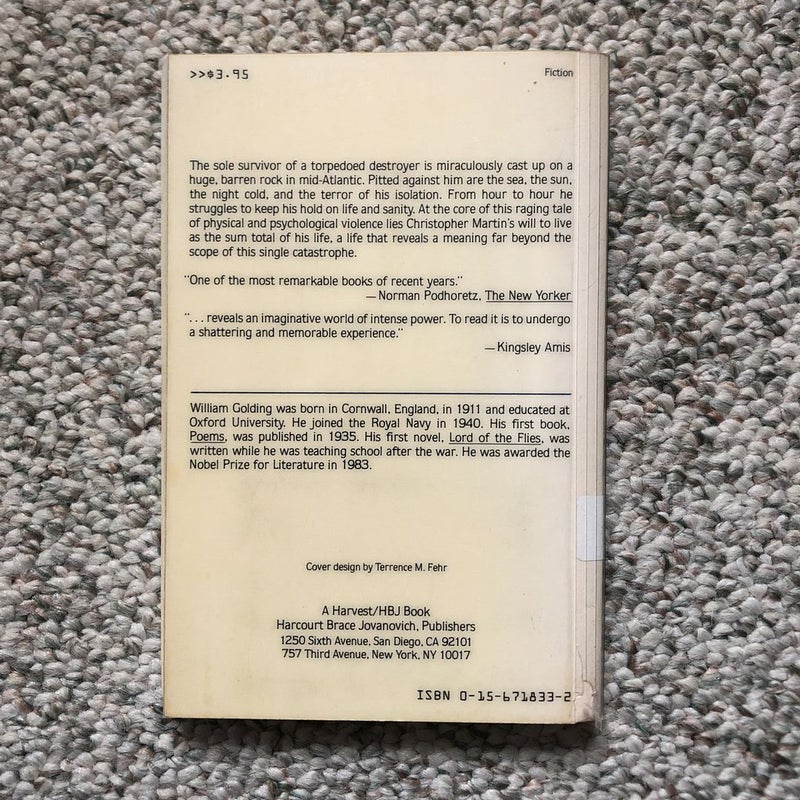 >>$3.95
Fiction
The sole survivor of a torpedoed destroyer is miraculously cast up on a
huge, barren rock in mid-Atlantic. Pitted against him are the sea, the sun,
the night cold, and the terror of his isolation. From hour to hour he
struggles to keep his hold on life and sanity. At the core of this raging tale
of physical and psychological violence lies Christopher Martin's will to live
as the sum total of his life, a life that reveals a meaning far beyond the
scope of this single catastrophe.
"One of the most remarkable books of recent years."
—Norman Podhoretz, The New Yorker
"... reveals an imaginative world of intense power. To read it is to undergo
a shattering and memorable experience."
—Kingsley Amis
William Golding was born in Cornwall, England, in 1911 and educated at
Oxford University. He joined the Royal Navy in 1940. His first book,
Poems, was published in 1935. His first novel, Lord of the Flies, was
written while he was teaching school after the war. He was awarded the
Nobel Prize for Literature in 1983.
Cover design by Terrence M. Fehr
A Harvest/HBJ Book
Harcourt Brace Jovanovich, Publishers
1250 Sixth Avenue, San Diego, CA 92101
757 Third Avenue, New York, NY 10017
ISBN 0-15-671833-2